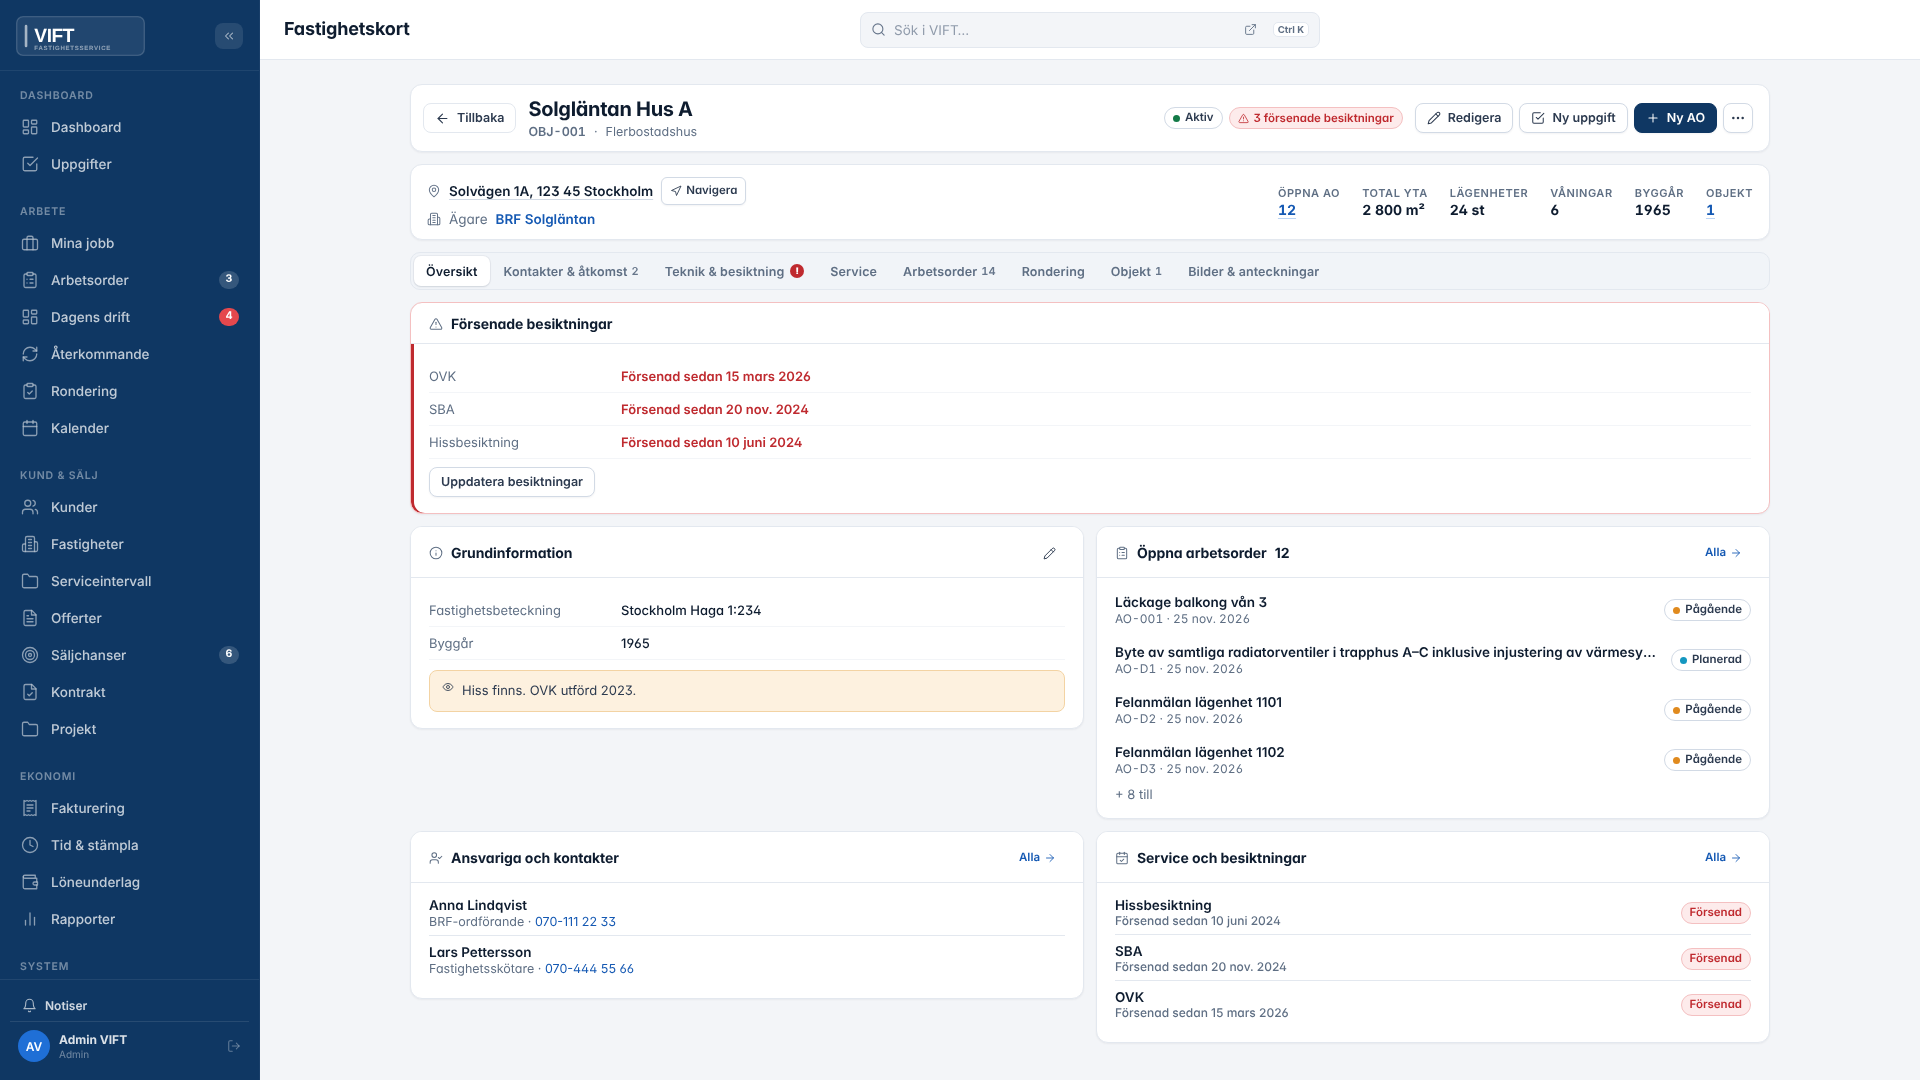 VIFT
FASTIGHETSSERVICE
DASHBOARD
Dashboard
Uppgifter
ARBETE
Mina jobb
Arbetsorder 3
Dagens drift 4
Återkommande
Rondering
Kalender
KUND & SÄLJ
Kunder
Fastigheter
Serviceintervall
Offerter
Säljchanser 6
Kontrakt
Projekt
EKONOMI
Fakturering
Tid & stämpla
Löneunderlag
Rapporter
SYSTEM
Notiser
AV
Admin VIFT
Admin
Fastighetskort
Sök i VIFT...
Ctrl K
Tillbaka
Solgläntan Hus A
OBJ-001 · Flerbostadshus
Aktiv
3 försenade besiktningar
Redigera
Ny uppgift
Ny AO
Solvägen 1A, 123 45 Stockholm
Navigera
Ägare BRF Solgläntan
ÖPPNA AO
12
TOTAL YTA
2 800 m²
LÄGENHETER
24 st
VÅNINGAR
6
BYGGÅR
1965
OBJEKT
1
Översikt
Kontakter & åtkomst 2
Teknik & besiktning !
Service
Arbetsorder 14
Rondering
Objekt 1
Bilder & anteckningar
Försenade besiktningar
OVK Försenad sedan 15 mars 2026
SBA Försenad sedan 20 nov. 2024
Hissbesiktning Försenad sedan 10 juni 2024
Uppdatera besiktningar
Grundinformation
Fastighetsbeteckning Stockholm Haga 1:234
Byggår 1965
Hiss finns. OVK utförd 2023.
Öppna arbetsorder 12
Alla →
Läckage balkong vån 3
AO-001 · 25 nov. 2026
Pågående
Byte av samtliga radiatorventiler i trapphus A–C inklusive injustering av värmesy...
AO-D1 · 25 nov. 2026
Planerad
Felanmälan lägenhet 1101
AO-D2 · 25 nov. 2026
Pågående
Felanmälan lägenhet 1102
AO-D3 · 25 nov. 2026
Pågående
+ 8 till
Ansvariga och kontakter
Alla →
Anna Lindqvist
BRF-ordförande · 070-111 22 33
Lars Pettersson
Fastighetsskötare · 070-444 55 66
Service och besiktningar
Alla →
Hissbesiktning
Försenad sedan 10 juni 2024
Försenad
SBA
Försenad sedan 20 nov. 2024
Försenad
OVK
Försenad sedan 15 mars 2026
Försenad